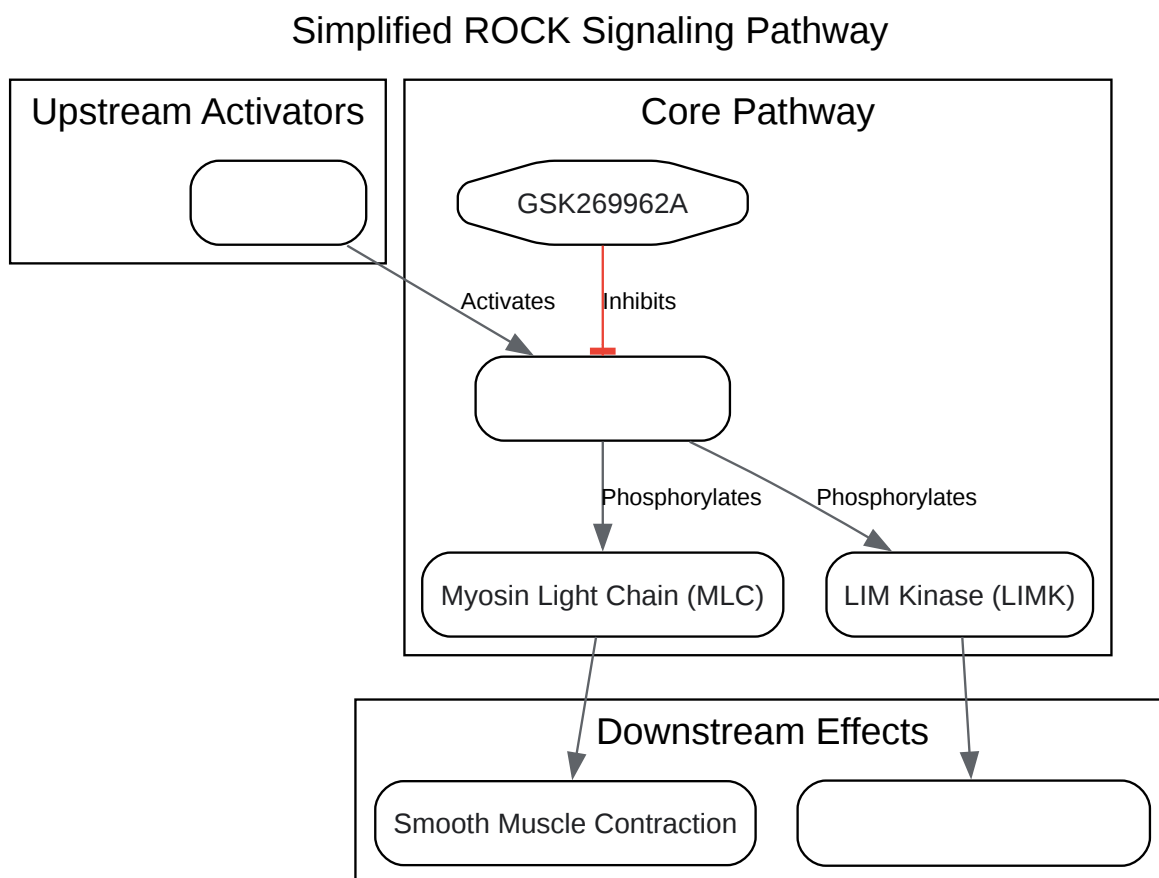 Simplified ROCK Signaling Pathway
Upstream Activators
Core Pathway
GSK269962A
Activates
Inhibits
Phosphorylates
Phosphorylates
Myosin Light Chain (MLC)
LIM Kinase (LIMK)
Downstream Effects
Smooth Muscle Contraction